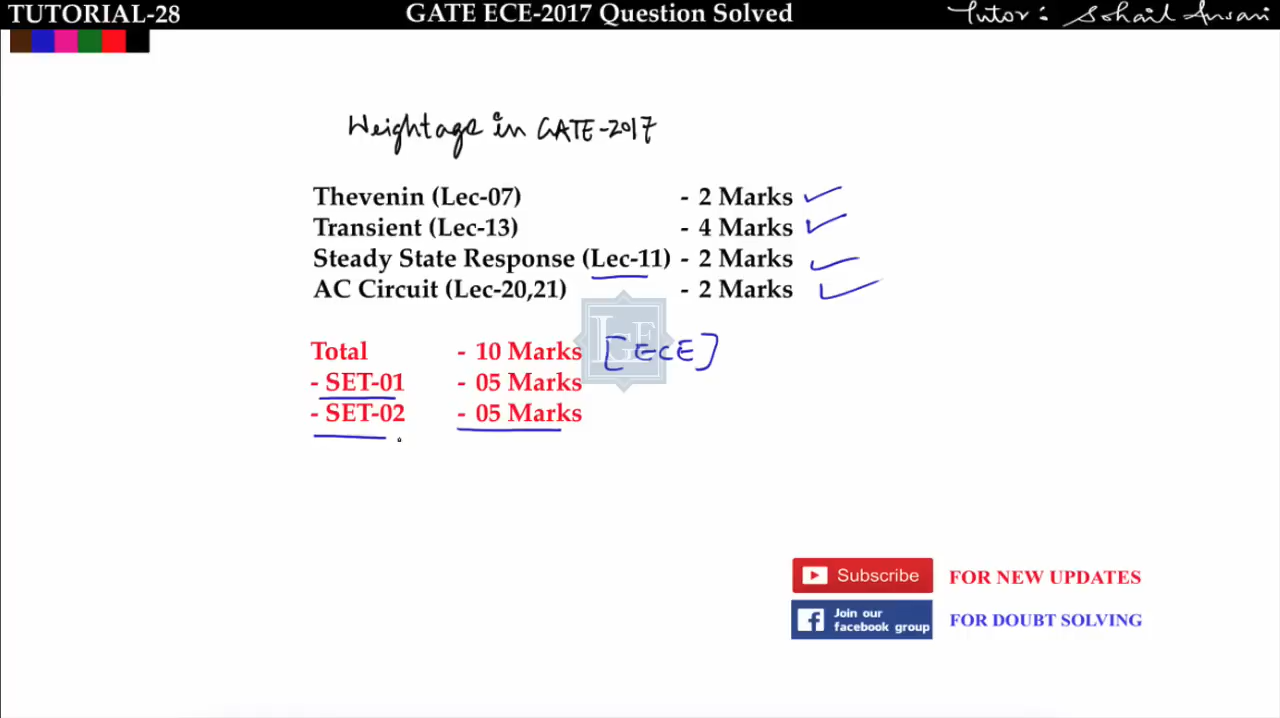 TUTORIAL-28 GATE ECE-2017 Question Solved Tutor: Sohail Ansari
Weightage in GATE-2017
Thevenin (Lec-07) - 2 Marks
Transient (Lec-13) - 4 Marks
Steady State Response (Lec-11) - 2 Marks
AC Circuit (Lec-20,21) - 2 Marks
Total - 10 Marks [ECE]
- SET-01 - 05 Marks
- SET-02 - 05 Marks
Subscribe FOR NEW UPDATES
Join our
facebook group FOR DOUBT SOLVING